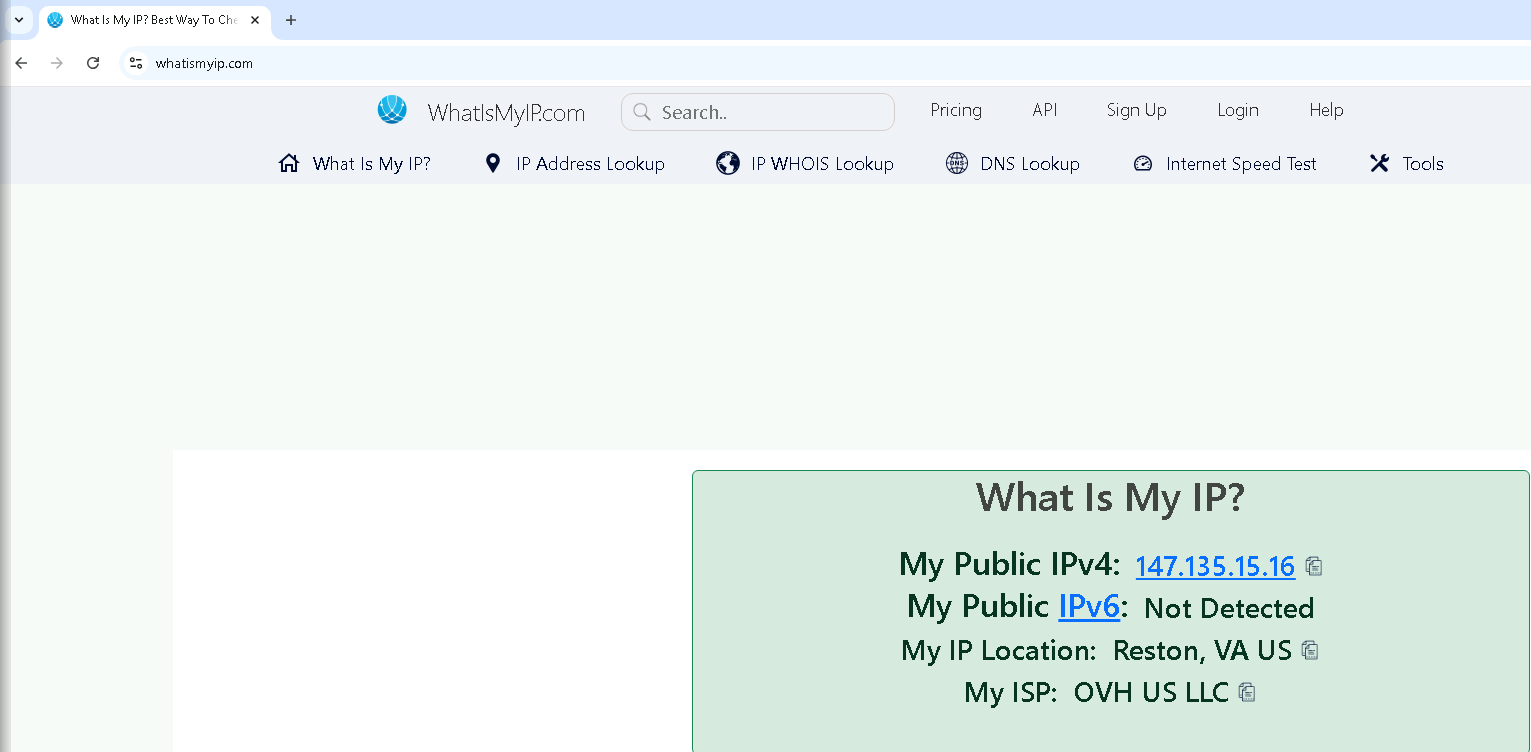 What Is My IP? Best Way To Che
whatismyip.com
WhatIsMyIP.com Search.. Pricing API Sign Up Login Help
What Is My IP? IP Address Lookup IP WHOIS Lookup DNS DNS Lookup Internet Speed Test Tools
What Is My IP?
My Public IPv4: 147.135.15.16
My Public IPv6: Not Detected
My IP Location: Reston, VA US
My ISP: OVH US LLC